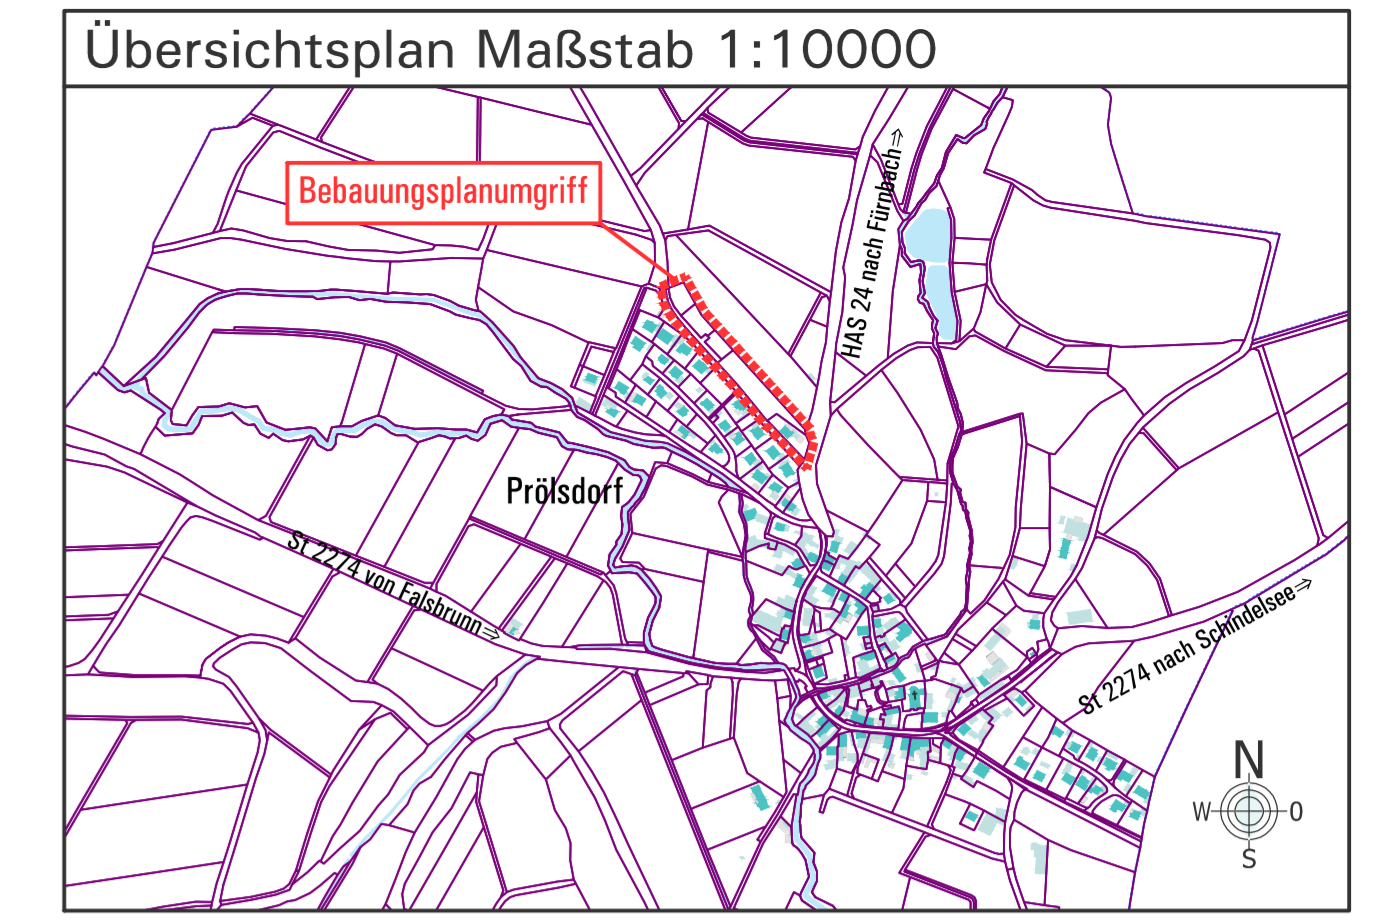 Übersichtsplan Maßstab 1:10000
Bebauungsplanumgriff
HAS 24 nach Fürnbach⇒
Prölsdorf
St 2274 von Falsbrunn⇒
St 2274 nach Schindelsee⇒
N
W O
S